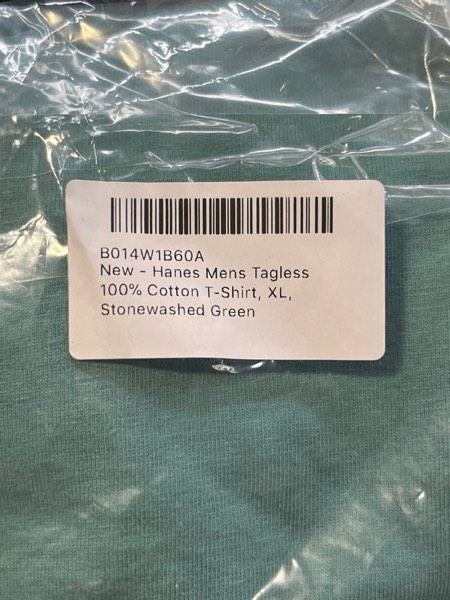 B014W1B60A
New - Hanes Mens Tagless
100% Cotton T-Shirt, XL,
Stonewashed Green